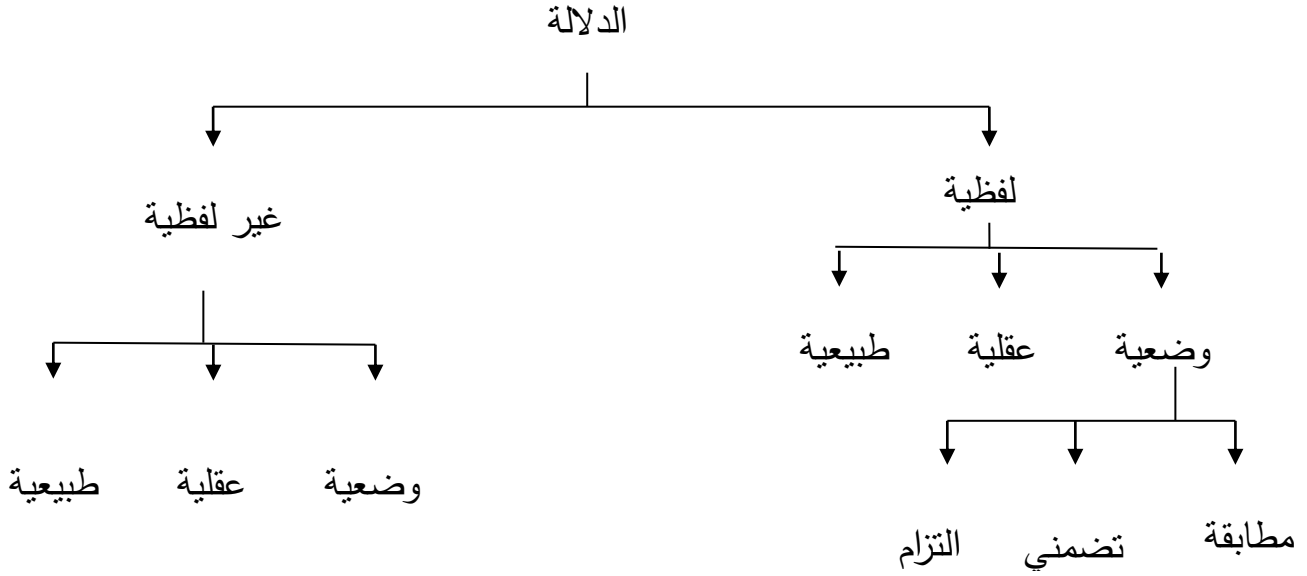 الدلالة
لفظية
غير لفظية
وضعية عقلية طبيعية
مطابقة تضمني التزام
وضعية عقلية طبيعية